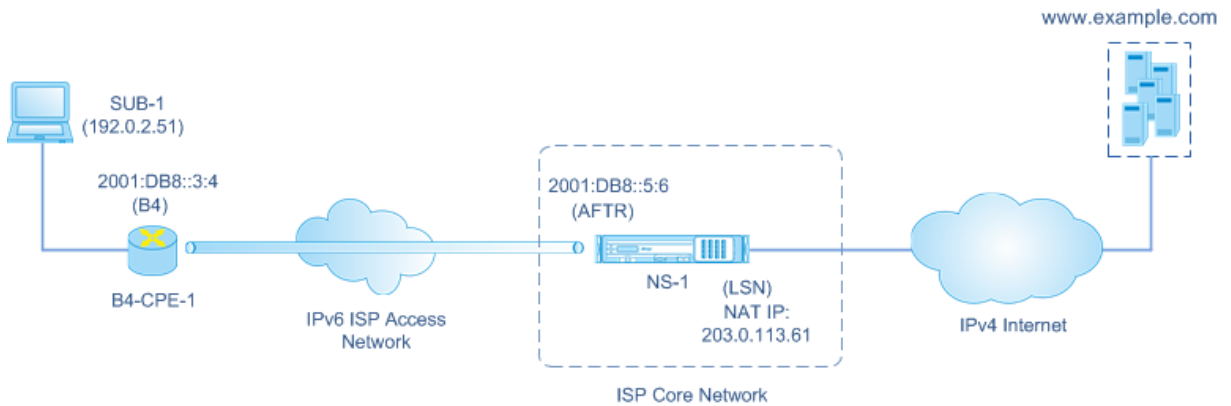 www.example.com
SUB-1
(192.0.2.51)
2001:DB8::3:4
(B4)
B4-CPE-1
IPv6 ISP Access
Network
2001:DB8::5:6
(AFTR)
NS-1
(LSN)
NAT IP:
203.0.113.61
ISP Core Network
IPv4 Internet